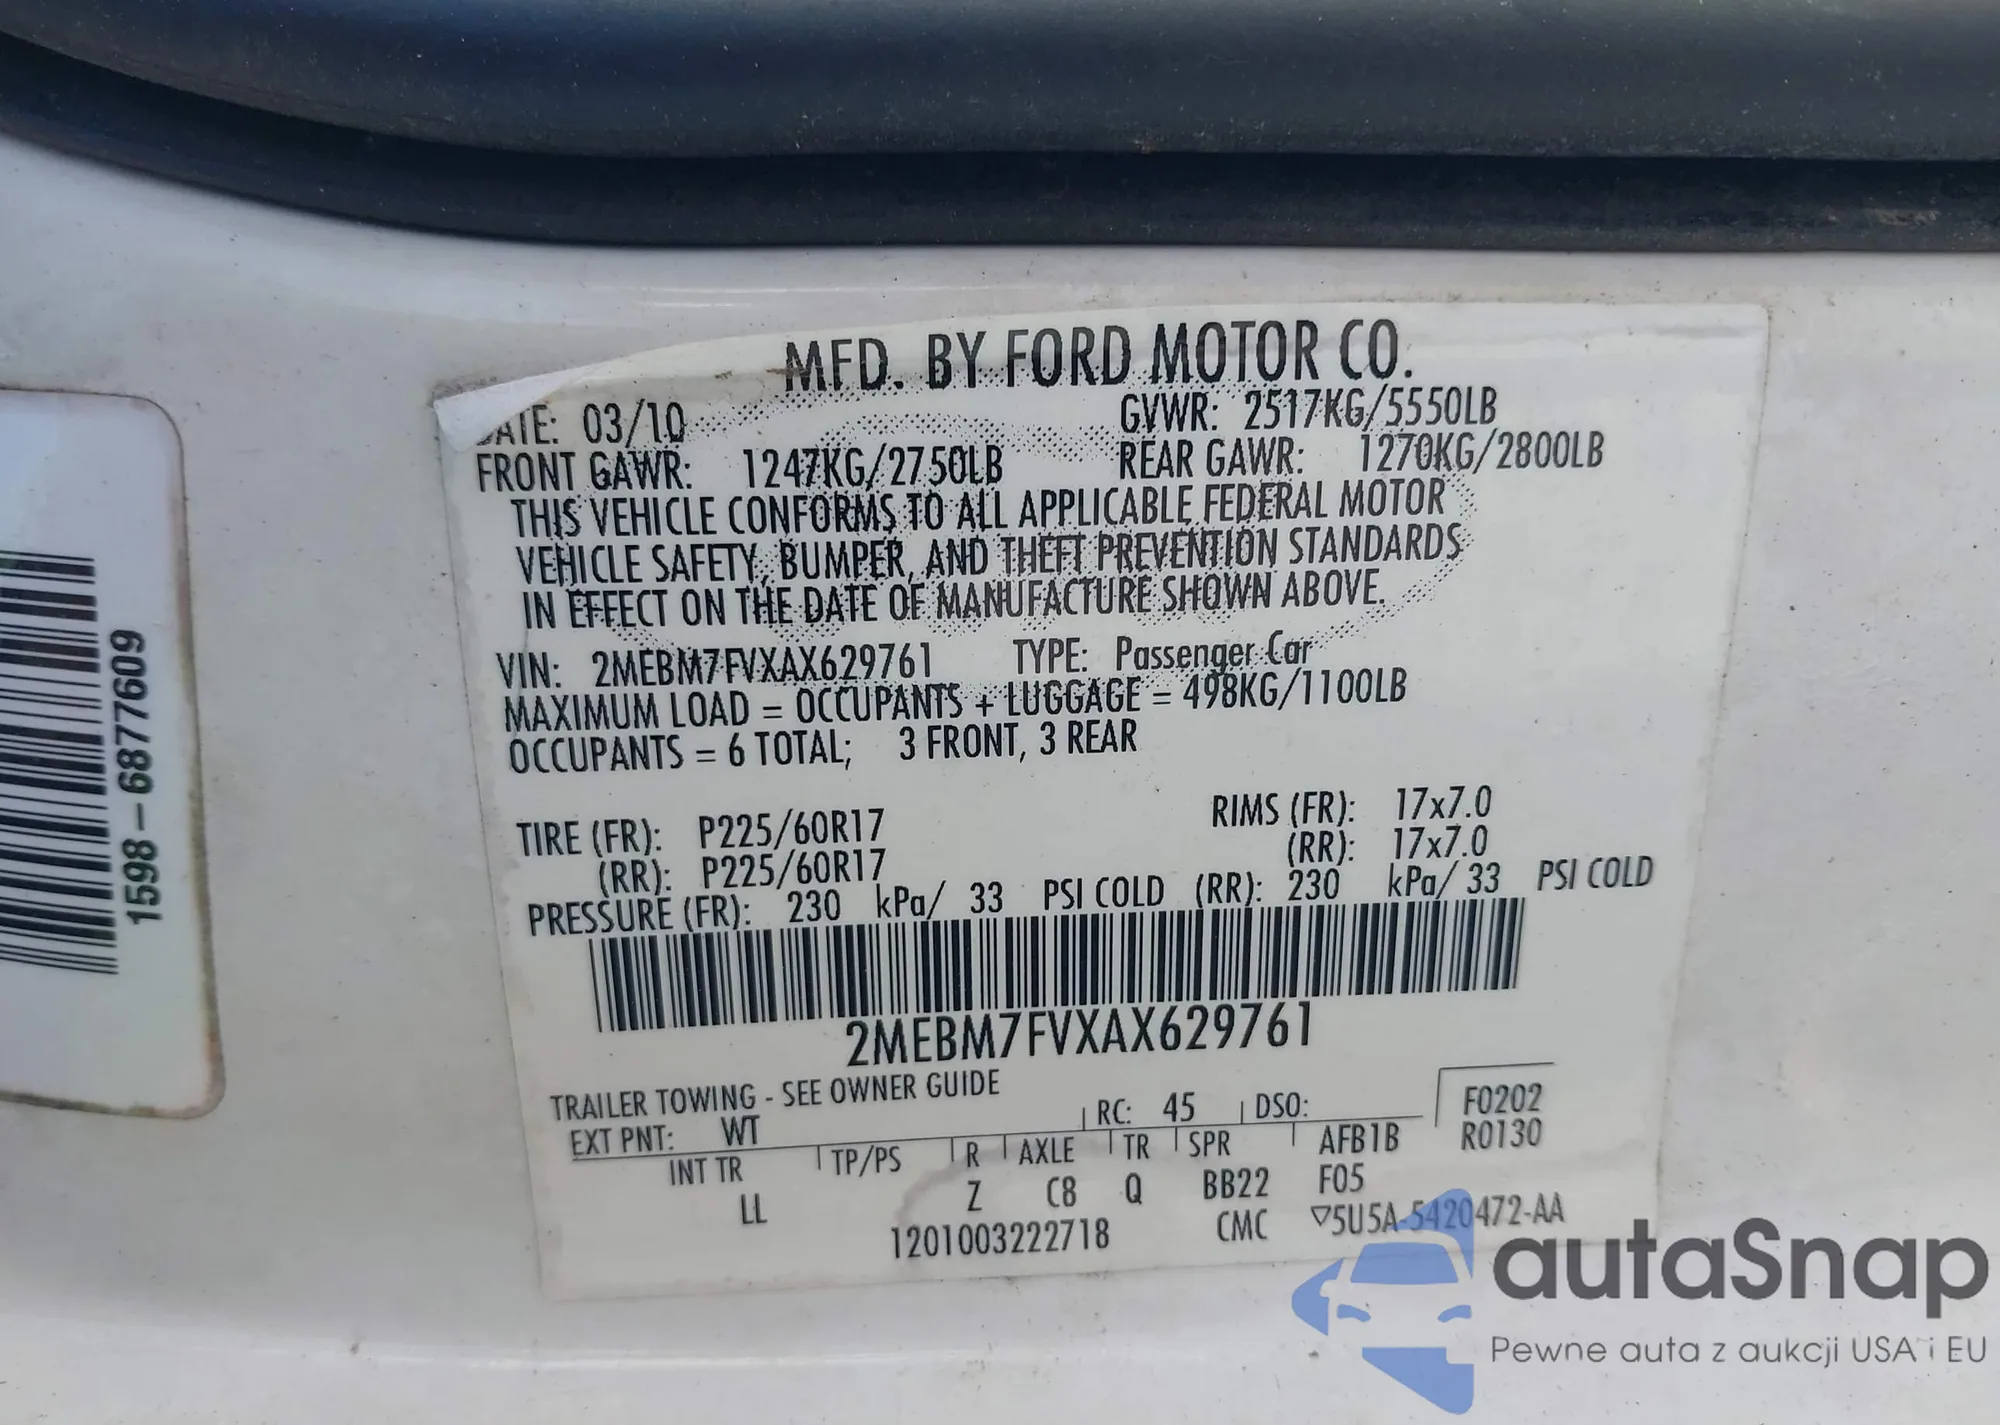 MFD. BY FORD MOTOR CO.
DATE: 03/10 GVWR: 2517KG/5550LB
FRONT GAWR: 1247KG/2750LB REAR GAWR: 1270KG/2800LB
THIS VEHICLE CONFORMS TO ALL APPLICABLE FEDERAL MOTOR
VEHICLE SAFETY, BUMPER, AND THEFT PREVENTION STANDARDS
IN EFFECT ON THE DATE OF MANUFACTURE SHOWN ABOVE.
VIN: 2MEBM7FVXAX629761 TYPE: Passenger Car
MAXIMUM LOAD = OCCUPANTS + LUGGAGE = 498KG/1100LB
OCCUPANTS = 6 TOTAL; 3 FRONT, 3 REAR
TIRE (FR): P225/60R17 RIMS (FR): 17x7.0
(RR): P225/60R17 (RR): 17x7.0
PRESSURE (FR): 230 kPa/ 33 PSI COLD (RR): 230 kPa/ 33 PSI COLD
2MEBM7FVXAX629761
TRAILER TOWING - SEE OWNER GUIDE
EXT PNT: WT RC: 45 DSO: F0202
INT TR TP/PS R AXLE TR SPR AFB1B R0130
LL Z C8 Q BB22 F05
1201003222718 CMC ▽5U5A-5420472-AA
1598-6877609
autaSnap
Pewne auta z aukcji USA i EU